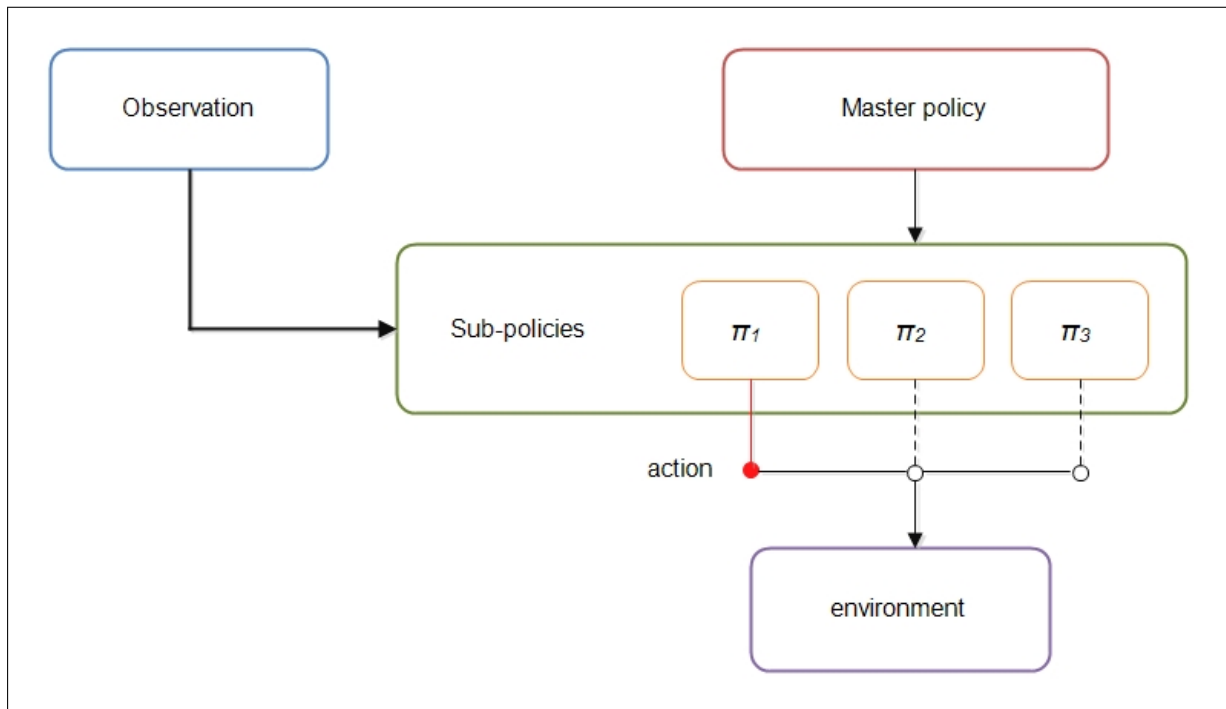 Observation
Master policy
Sub-policies
π1
π2
π3
action
environment